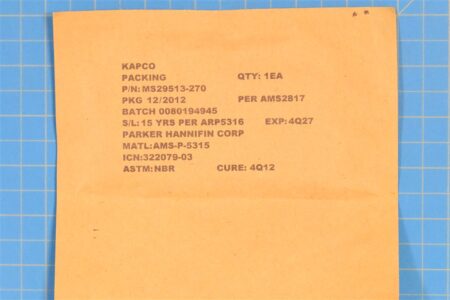 KAPCO
PACKING QTY: 1EA
P/N: MS29513-270
PKG 12/2012 PER AMS2817
BATCH 0080194945
S/L: 15 YRS PER ARP5316 EXP: 4Q27
PARKER HANNIFIN CORP
MATL: AMS-P-5315
ICN: 322079-03
ASTM: NBR CURE: 4Q12